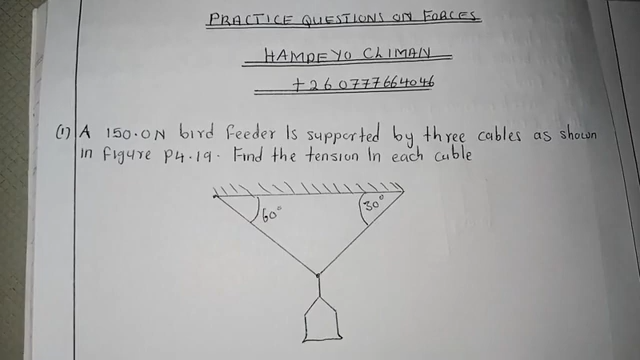 PRACTICE QUESTIONS ON FORCES
HAMPEYO CLIMAN
+260777664046
(1) A 150.0N bird feeder is supported by three cables as shown
in figure P4.19. Find the tension in each cable
60°
30°